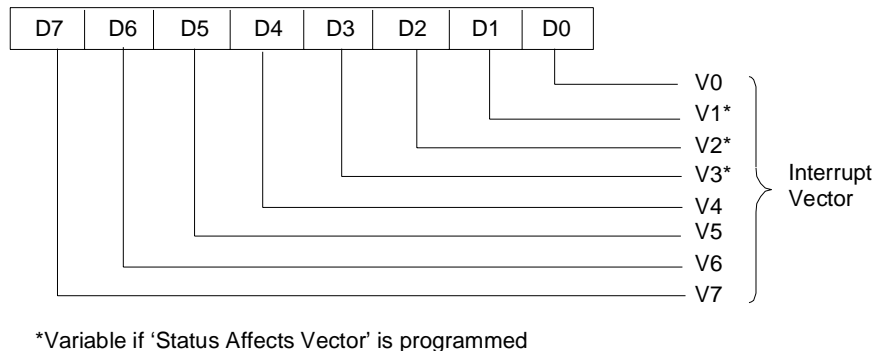 D7 D6 D5 D4 D3 D2 D1 D0
V0
V1*
V2*
V3*
V4
V5
V6
V7
Interrupt
Vector
*Variable if ‘Status Affects Vector’ is programmed